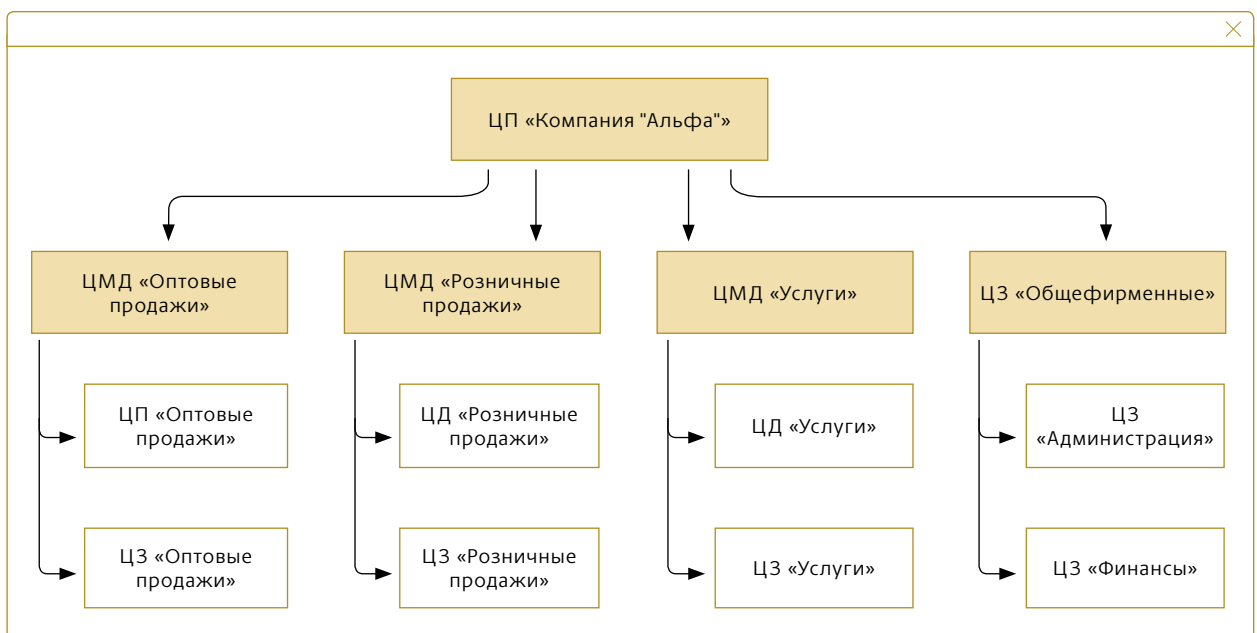 ЦП «Компания "Альфа"»
ЦМД «Оптовые
продажи»
ЦМД «Розничные
продажи»
ЦМД «Услуги»
ЦЗ «Общефирменные»
ЦП «Оптовые
продажи»
ЦД «Розничные
продажи»
ЦД «Услуги»
ЦЗ
«Администрация»
ЦЗ «Оптовые
продажи»
ЦЗ «Розничные
продажи»
ЦЗ «Услуги»
ЦЗ «Финансы»